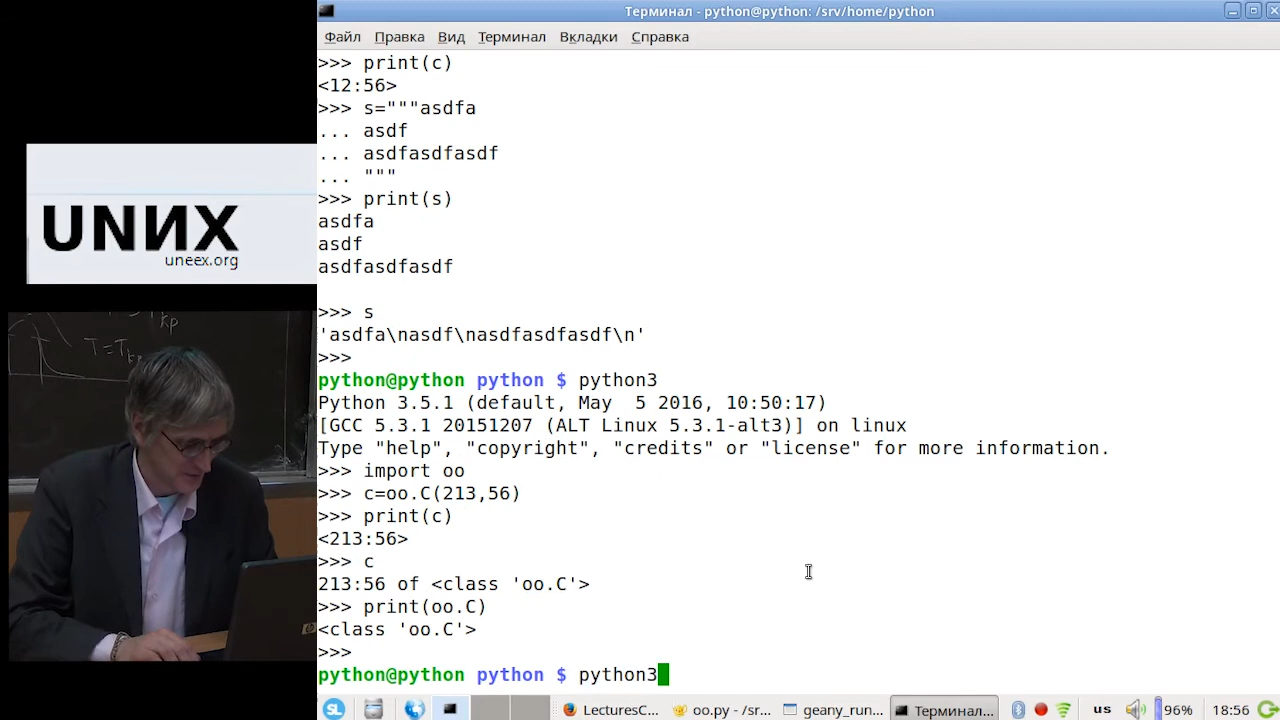 Терминал - python@python: /srv/home/python
Файл Правка Вид Терминал Вкладки Справка
>>> print(c)
<12:56>
>>> s="""asdfa
... asdf
... asdfasdfasdf
... """
>>> print(s)
asdfa
asdf
asdfasdfasdf
>>> s
'asdfa\nasdf\nasdfasdfasdf\n'
>>>
python@python python $ python3
Python 3.5.1 (default, May  5 2016, 10:50:17)
[GCC 5.3.1 20151207 (ALT Linux 5.3.1-alt3)] on linux
Type "help", "copyright", "credits" or "license" for more information.
>>> import oo
>>> c=oo.C(213,56)
>>> print(c)
<213:56>
>>> c
213:56 of <class 'oo.C'>
>>> print(oo.C)
<class 'oo.C'>
>>>
python@python python $ python3
LecturesC... oo.py - /sr... geany_run... Терминал... us 96% 18:56
UNИX
uneex.org
T=Tкр
hp
SL